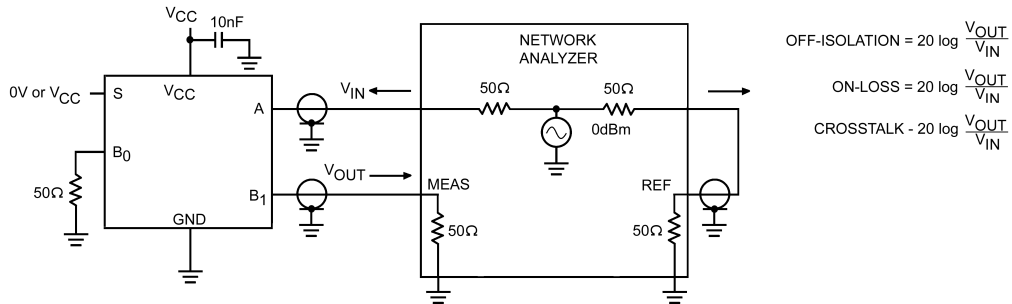 VCC
10nF
0V or VCC
S
VCC
A
B0
50Ω
B1
GND
VIN
VOUT
NETWORK
ANALYZER
50Ω
50Ω
0dBm
MEAS
REF
50Ω
50Ω
OFF-ISOLATION = 20 log VOUT/VIN
ON-LOSS = 20 log VOUT/VIN
CROSSTALK - 20 log VOUT/VIN